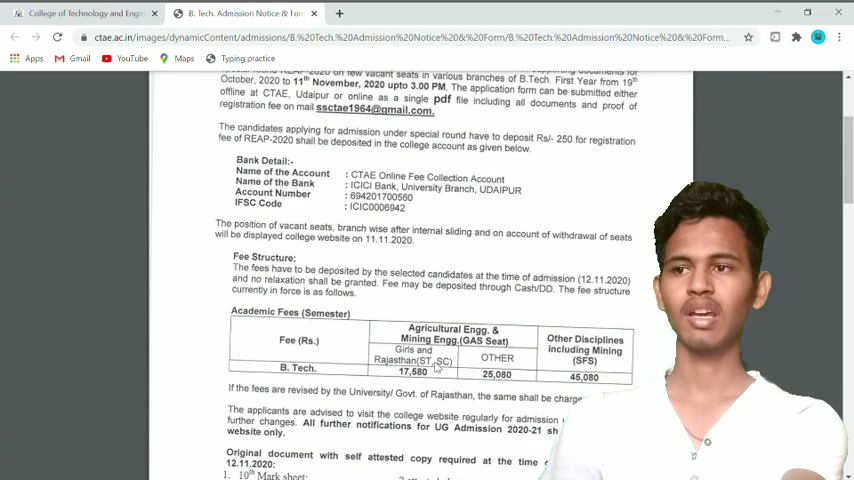 College of Technology and Engin
B. Tech. Admission Notice & For
ctae.ac.in/images/dynamicContent/admissions/B.Tech.%20Admission%20Notice%20&%20Form/B.Tech.%20Admission%20Notice%20&%20Form...
Apps Gmail YouTube Maps Typing practice
October, 2020 to 11th November, 2020 upto 3.00 PM. The application form can be submitted either
offline at CTAE, Udaipur or online as a single pdf file including all documents and proof of
registration fee on mail ssctae1964@gmail.com.
The candidates applying for admission under special round have to deposit Rs/- 250 for registration
fee of REAP-2020 shall be deposited in the college account as given below.
Bank Detail:-
Name of the Account : CTAE Online Fee Collection Account
Name of the Bank : ICICI Bank, University Branch, UDAIPUR
Account Number : 694201700560
IFSC Code : ICIC0006942
The position of vacant seats, branch wise after internal sliding and on account of withdrawal of seats
will be displayed college website on 11.11.2020.
Fee Structure:
The fees have to be deposited by the selected candidates at the time of admission (12.11.2020)
and no relaxation shall be granted. Fee may be deposited through Cash/DD. The fee structure
currently in force is as follows.
Academic Fees (Semester)
Fee (Rs.)
Agricultural Engg. &
Mining Engg.(GAS Seat)
Other Disciplines
including Mining
(SFS)
Girls and
Rajasthan(ST, SC)
OTHER
B. Tech. 17,580 25,080 45,080
If the fees are revised by the University/ Govt. of Rajasthan, the same shall be charge
The applicants are advised to visit the college website regularly for admission
further changes. All further notifications for UG Admission 2020-21 sh
website only.
Original document with self attested copy required at the time
12.11.2020:
1. 10th Mark sheet: